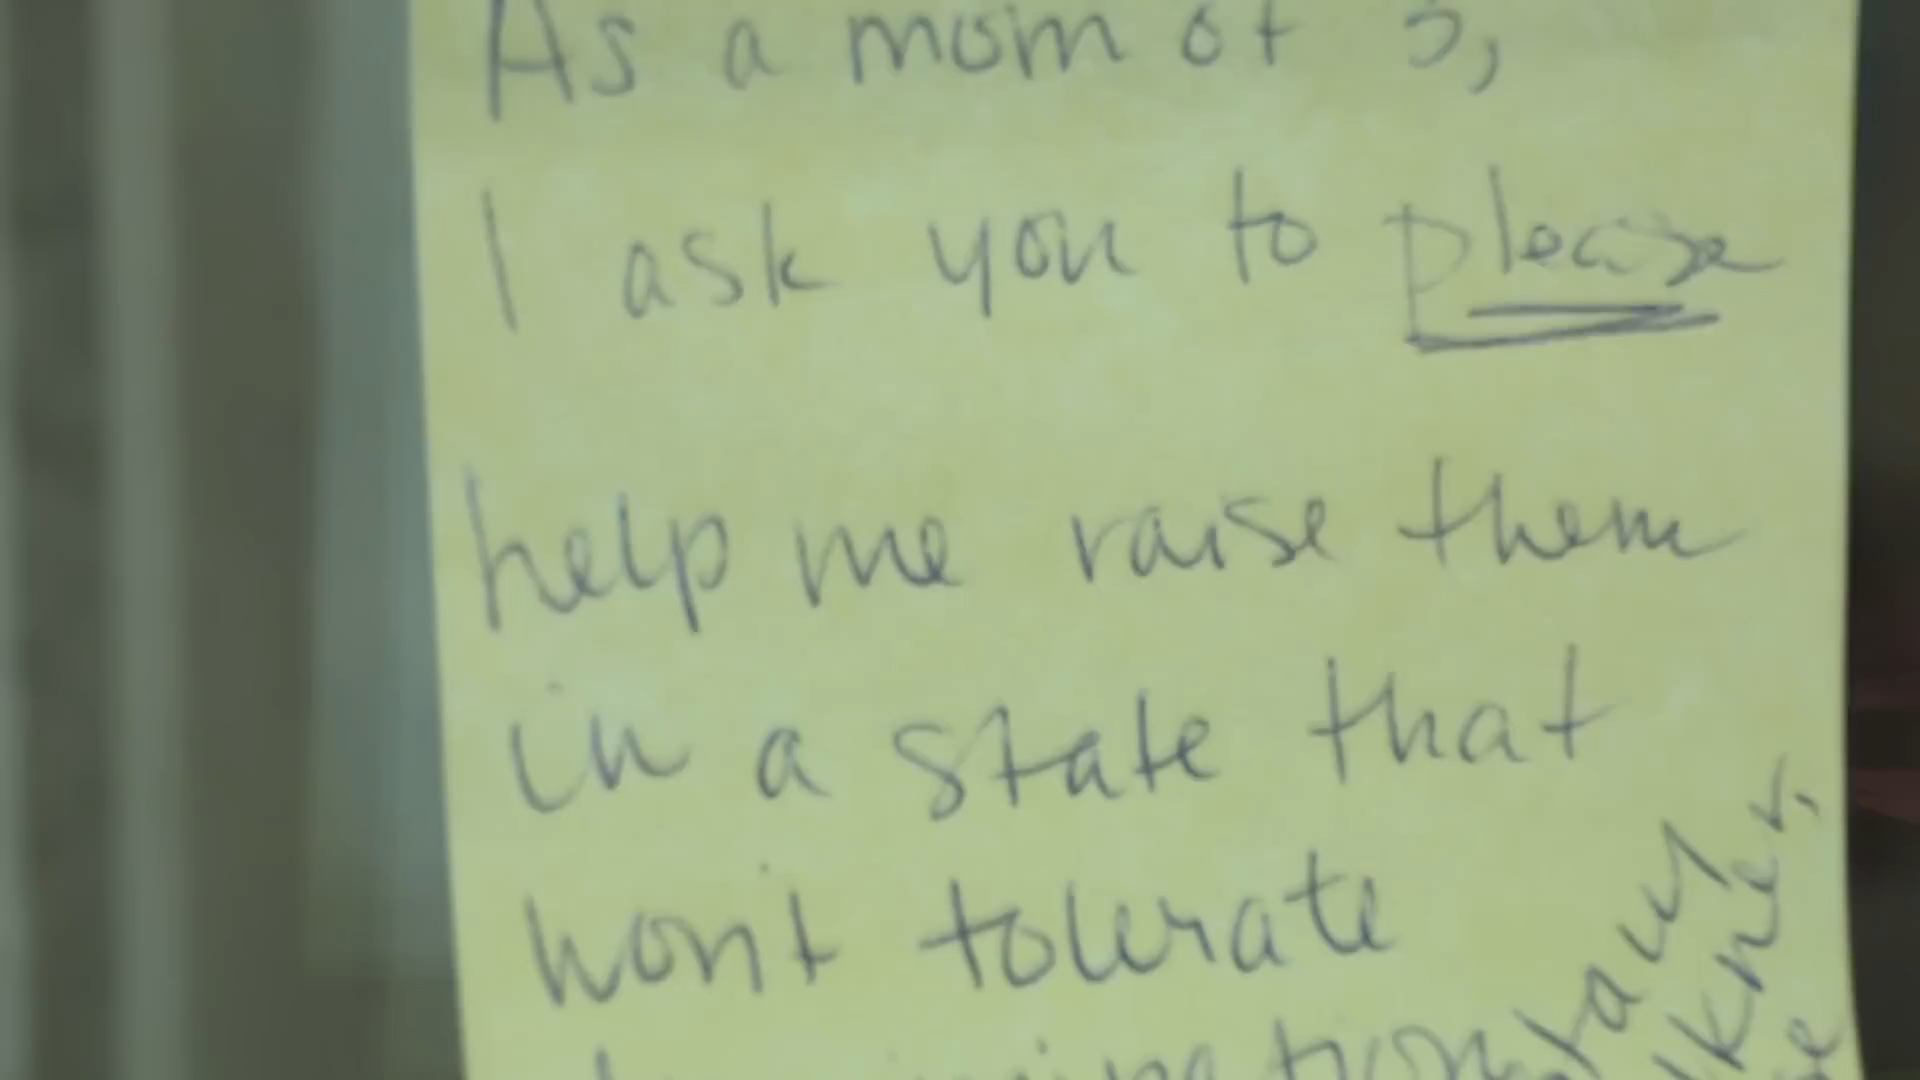 As a mom of 3,
I ask you to please
help me raise them
in a state that
won't tolerate